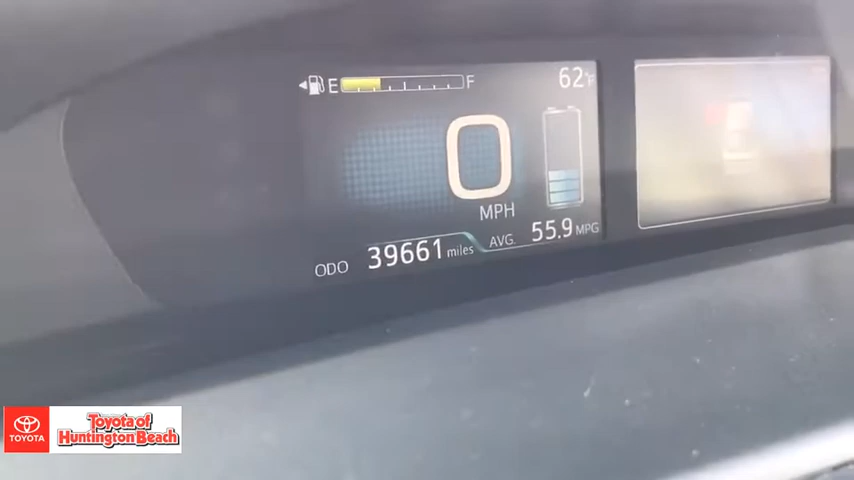 E F 62°F
0
MPH
ODO 39661 miles AVG. 55.9 MPG
TOYOTA
Toyota of
Huntington Beach